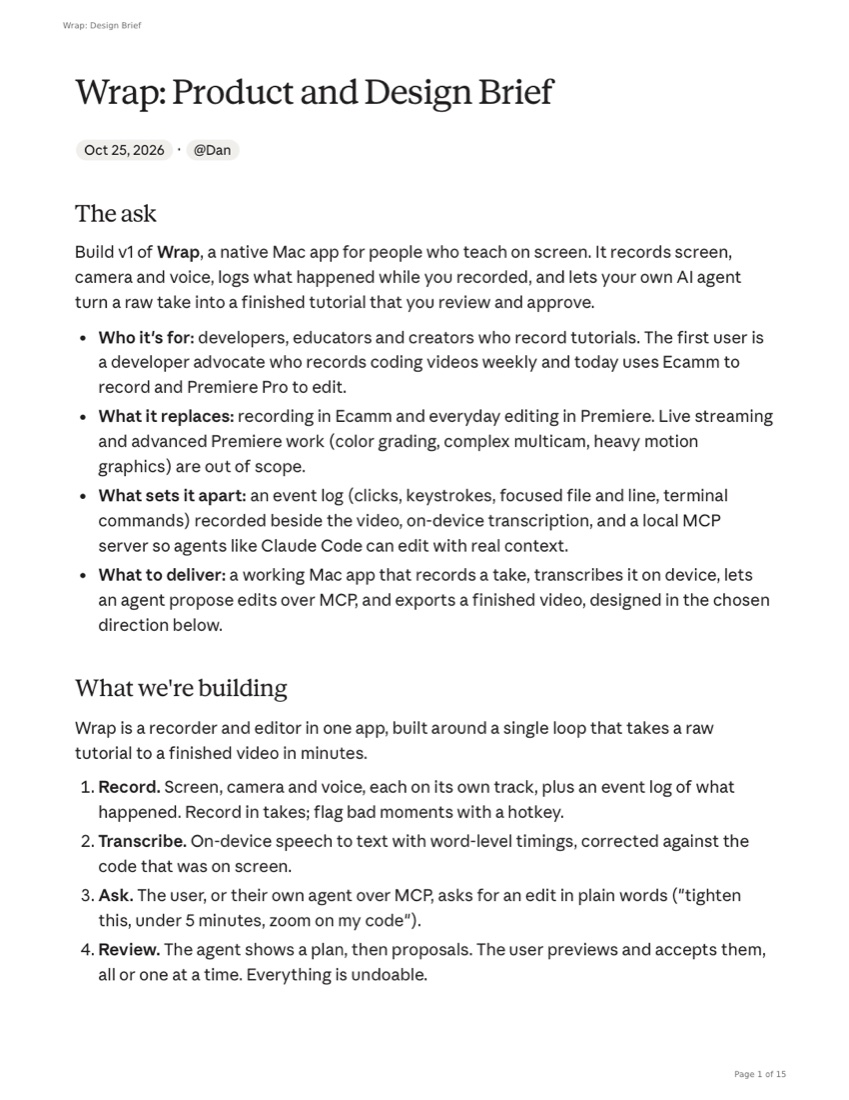 Wrap: Design Brief
Wrap: Product and Design Brief
Oct 25, 2026 · @Dan
The ask
Build v1 of Wrap, a native Mac app for people who teach on screen. It records screen,
camera and voice, logs what happened while you recorded, and lets your own AI agent
turn a raw take into a finished tutorial that you review and approve.
• Who it's for: developers, educators and creators who record tutorials. The first user is
a developer advocate who records coding videos weekly and today uses Ecamm to
record and Premiere Pro to edit.
• What it replaces: recording in Ecamm and everyday editing in Premiere. Live streaming
and advanced Premiere work (color grading, complex multicam, heavy motion
graphics) are out of scope.
• What sets it apart: an event log (clicks, keystrokes, focused file and line, terminal
commands) recorded beside the video, on-device transcription, and a local MCP
server so agents like Claude Code can edit with real context.
• What to deliver: a working Mac app that records a take, transcribes it on device, lets
an agent propose edits over MCP, and exports a finished video, designed in the chosen
direction below.
What we're building
Wrap is a recorder and editor in one app, built around a single loop that takes a raw
tutorial to a finished video in minutes.
1. Record. Screen, camera and voice, each on its own track, plus an event log of what
happened. Record in takes; flag bad moments with a hotkey.
2. Transcribe. On-device speech to text with word-level timings, corrected against the
code that was on screen.
3. Ask. The user, or their own agent over MCP, asks for an edit in plain words ("tighten
this, under 5 minutes, zoom on my code").
4. Review. The agent shows a plan, then proposals. The user previews and accepts them,
all or one at a time. Everything is undoable.
Page 1 of 15